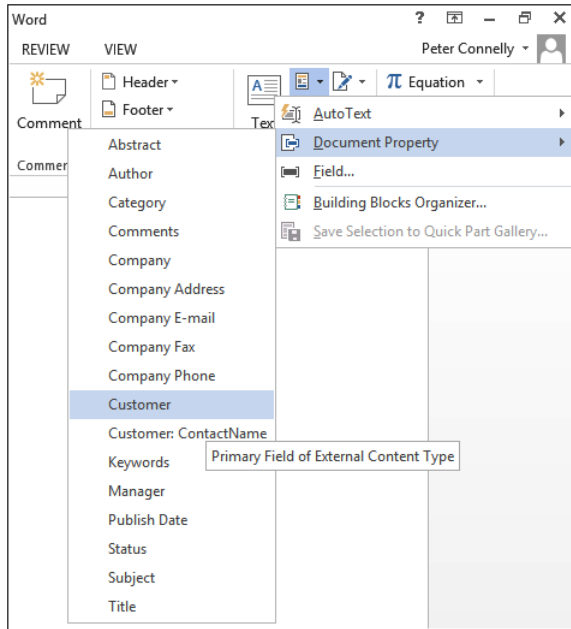 Word ?
REVIEW VIEW Peter Connelly
Header
Footer
π Equation
Comment
AutoText
Document Property
Field...
Building Blocks Organizer...
Save Selection to Quick Part Gallery...
Abstract
Author
Category
Comments
Company
Company Address
Company E-mail
Company Fax
Company Phone
Customer
Customer: ContactName
Primary Field of External Content Type
Keywords
Manager
Publish Date
Status
Subject
Title